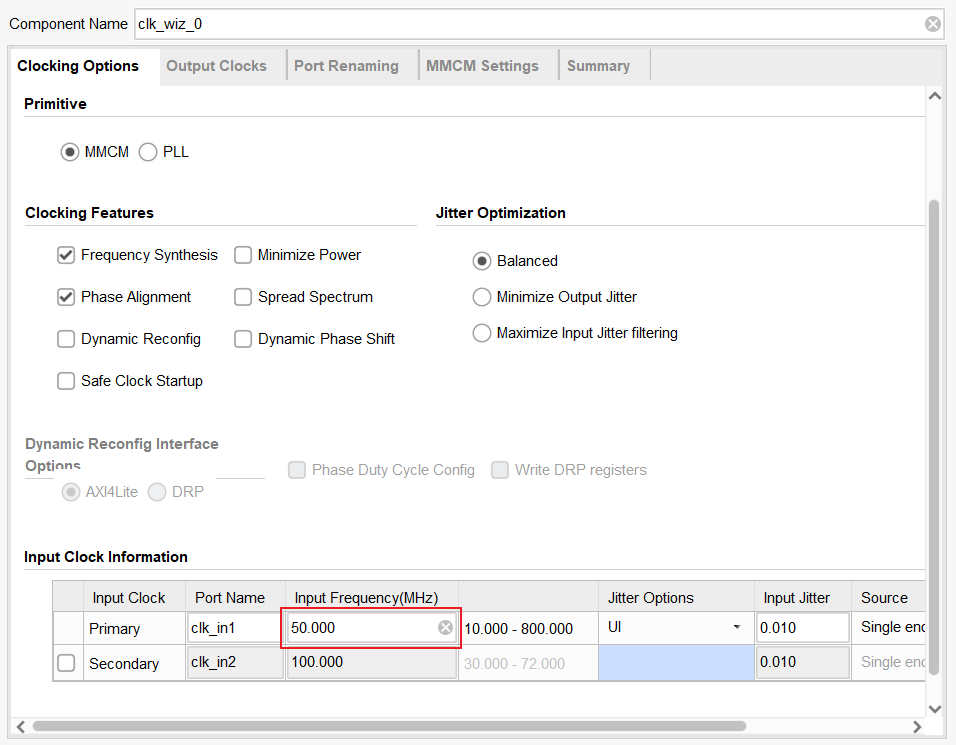 Component Name clk_wiz_0
Clocking Options Output Clocks Port Renaming MMCM Settings Summary
Primitive
MMCM PLL
Clocking Features Jitter Optimization
Frequency Synthesis Minimize Power Balanced
Phase Alignment Spread Spectrum Minimize Output Jitter
Dynamic Reconfig Dynamic Phase Shift Maximize Input Jitter filtering
Safe Clock Startup
Dynamic Reconfig Interface
Options Phase Duty Cycle Config Write DRP registers
AXI4Lite DRP
Input Clock Information
Input Clock Port Name Input Frequency(MHz) Jitter Options Input Jitter Source
Primary clk_in1 50.000 10.000 - 800.000 UI 0.010 Single end
Secondary clk_in2 100.000 30.000 - 72.000 0.010 Single end